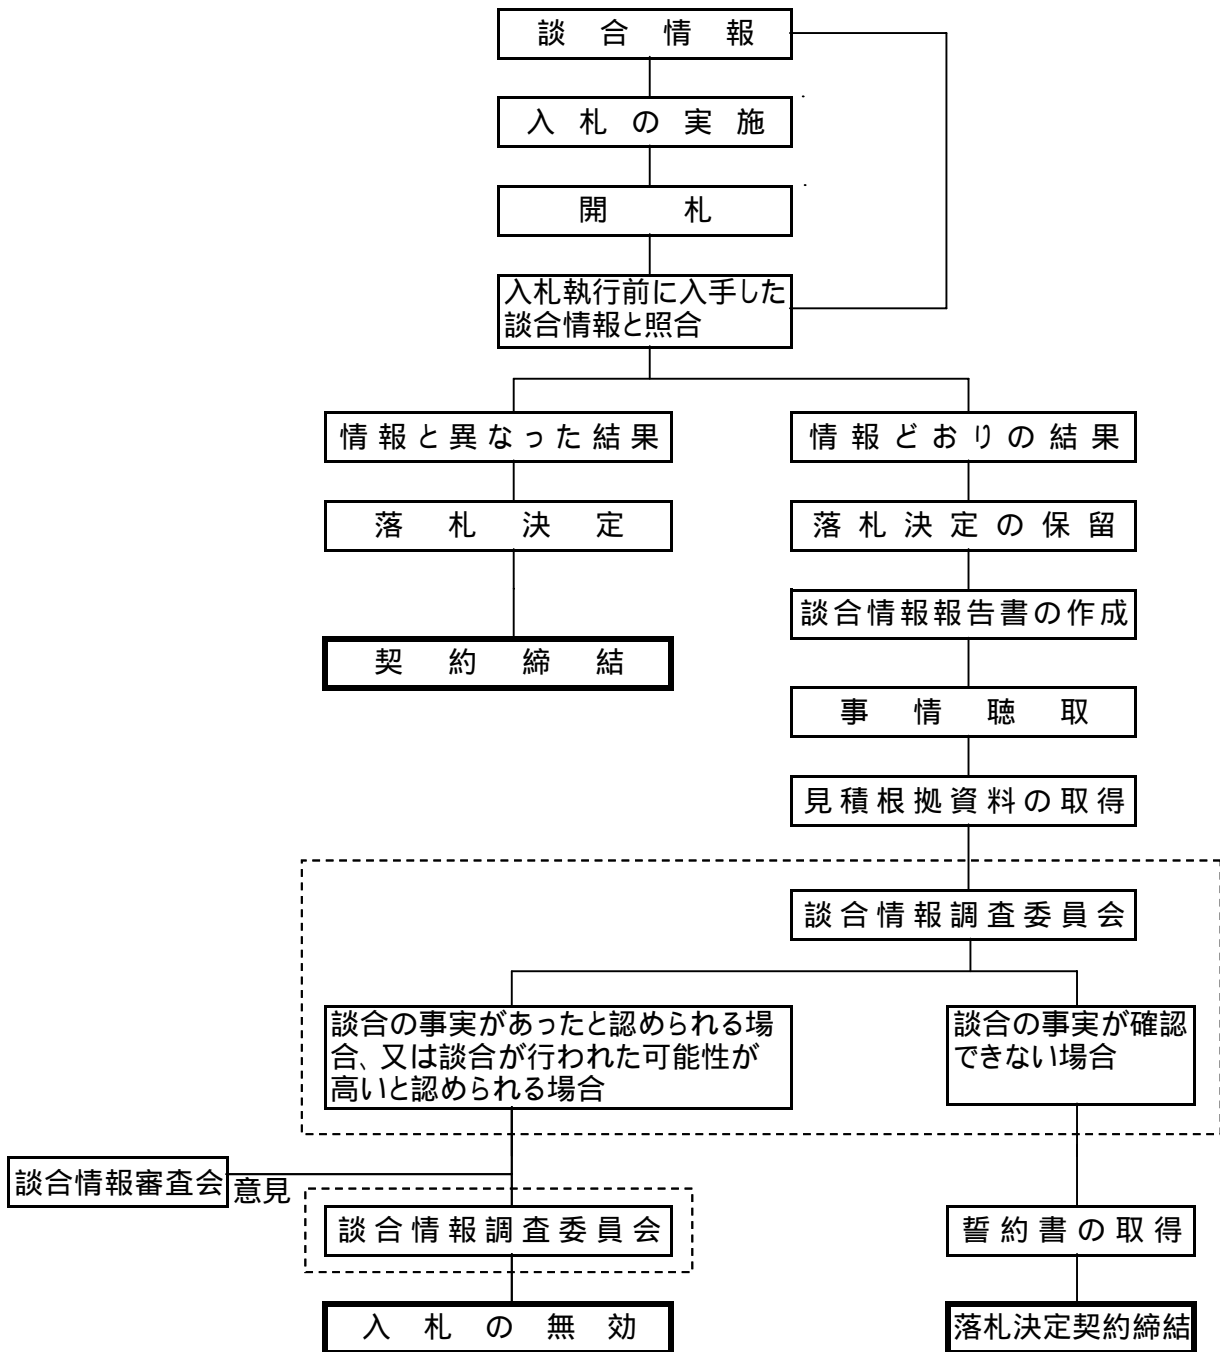 談合情報
入札の実施
開札
入札執行前に入手した
談合情報と照合
情報と異なった結果
情報どおりの結果
落札決定
落札決定の保留
談合情報報告書の作成
契約締結
事情聴取
見積根拠資料の取得
談合情報調査委員会
談合の事実があったと認められる場
合、又は談合が行われた可能性が
高いと認められる場合
談合の事実が確認
できない場合
談合情報審査会
意見
談合情報調査委員会
誓約書の取得
入札の無効
落札決定契約締結